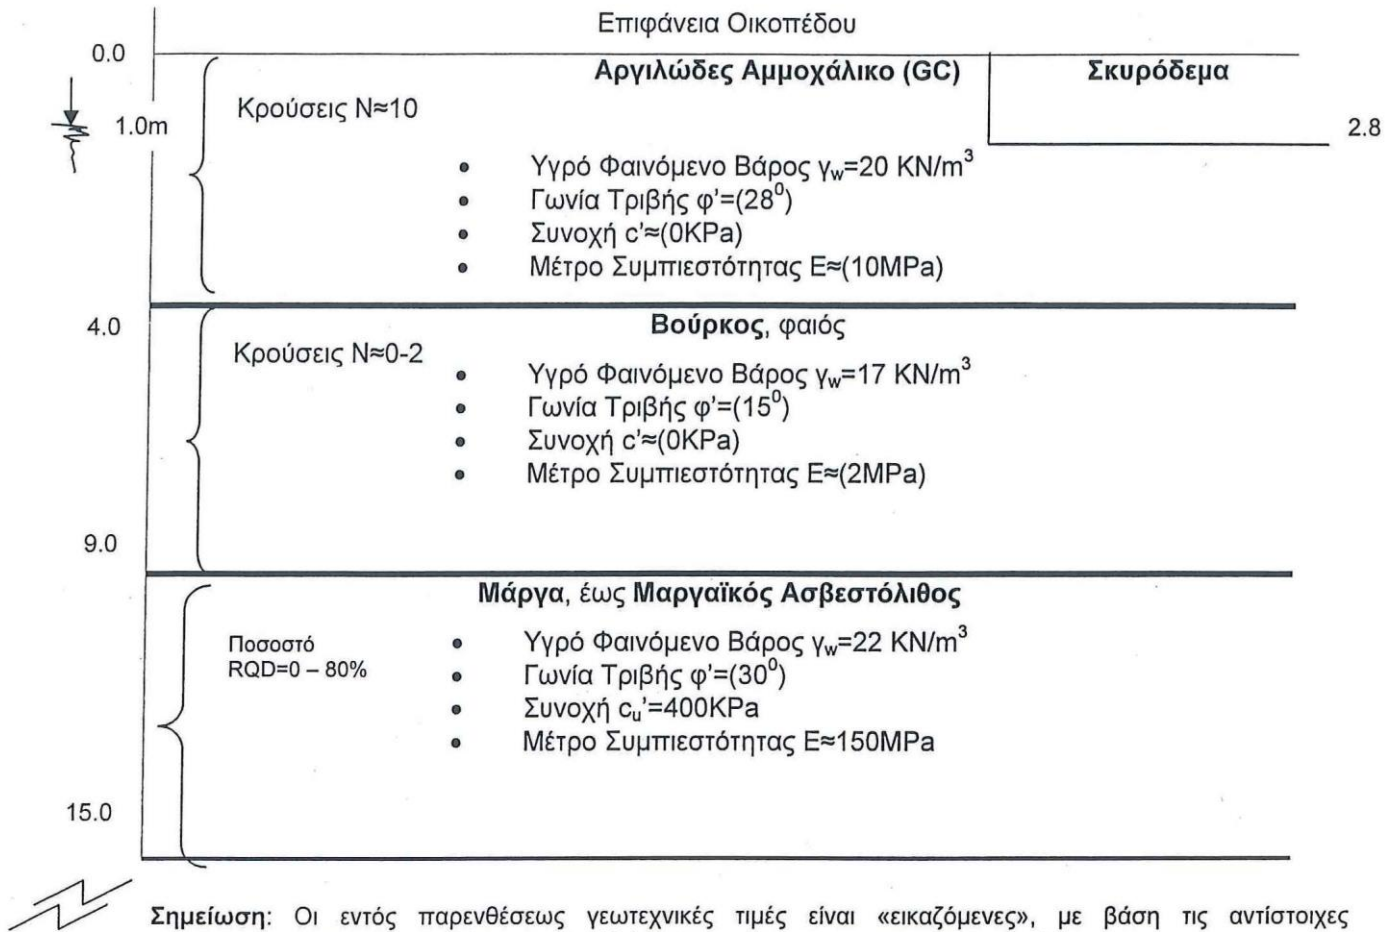 Επιφάνεια Οικοπέδου
0.0
Αργιλώδες Αμμοχάλικο (GC)
Σκυρόδεμα
Κρούσεις Ν≈10
1.0m
2.8
• Υγρό Φαινόμενο Βάρος γw=20 KN/m³
• Γωνία Τριβής φ'=(28⁰)
• Συνοχή c'≈(0KPa)
• Μέτρο Συμπιεστότητας Ε≈(10MPa)
4.0
Βούρκος, φαιός
Κρούσεις Ν≈0-2
• Υγρό Φαινόμενο Βάρος γw=17 KN/m³
• Γωνία Τριβής φ'=(15⁰)
• Συνοχή c'≈(0KPa)
• Μέτρο Συμπιεστότητας Ε≈(2MPa)
9.0
Μάργα, έως Μαργαϊκός Ασβεστόλιθος
Ποσοστό
RQD=0 – 80%
• Υγρό Φαινόμενο Βάρος γw=22 KN/m³
• Γωνία Τριβής φ'=(30⁰)
• Συνοχή cu'=400KPa
• Μέτρο Συμπιεστότητας Ε≈150MPa
15.0
Σημείωση: Οι εντός παρενθέσεως γεωτεχνικές τιμές είναι «εικαζόμενες», με βάση τις αντίστοιχες